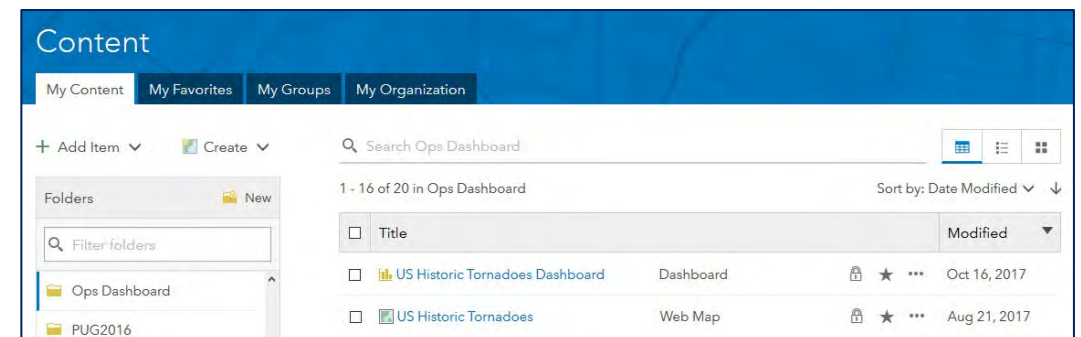 Content
My Content My Favorites My Groups My Organization
+ Add Item Create Search Ops Dashboard
Folders New
1 - 16 of 20 in Ops Dashboard Sort by: Date Modified
Filter folders
Title Modified
Ops Dashboard
US Historic Tornadoes Dashboard Dashboard Oct 16, 2017
PUG2016
US Historic Tornadoes Web Map Aug 21, 2017